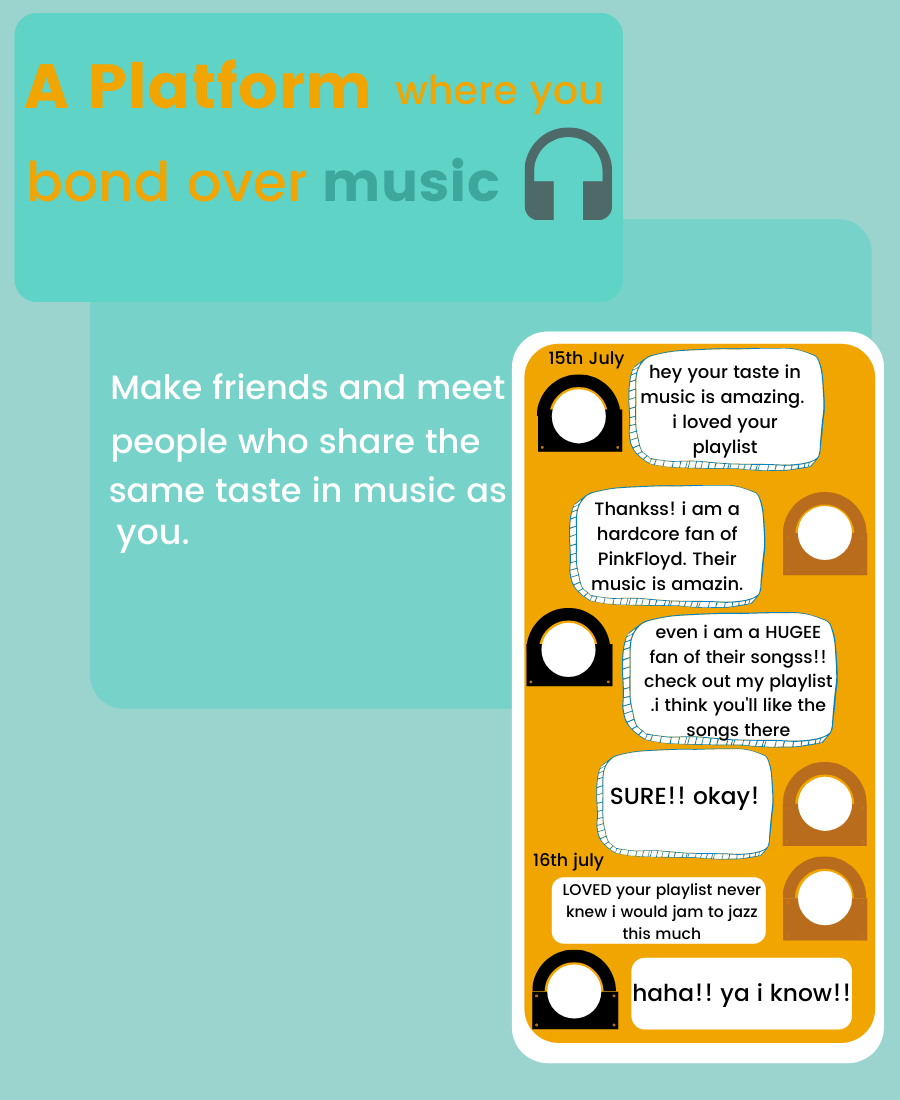 A Platform where you
bond over music
Make friends and meet
people who share the
same taste in music as
you.
15th July
hey your taste in
music is amazing.
i loved your
playlist
Thankss! i am a
hardcore fan of
PinkFloyd. Their
music is amazin.
even i am a HUGEE
fan of their songss!!
check out my playlist
.i think you'll like the
songs there
SURE!! okay!
16th july
LOVED your playlist never
knew i would jam to jazz
this much
haha!! ya i know!!